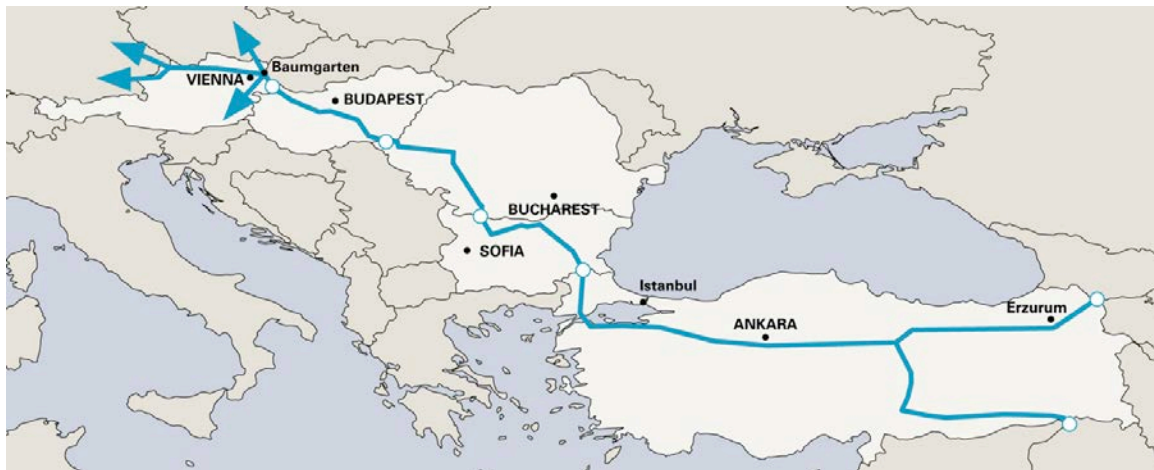 Baumgarten
VIENNA
BUDAPEST
BUCHAREST
SOFIA
Istanbul
Erzurum
ANKARA